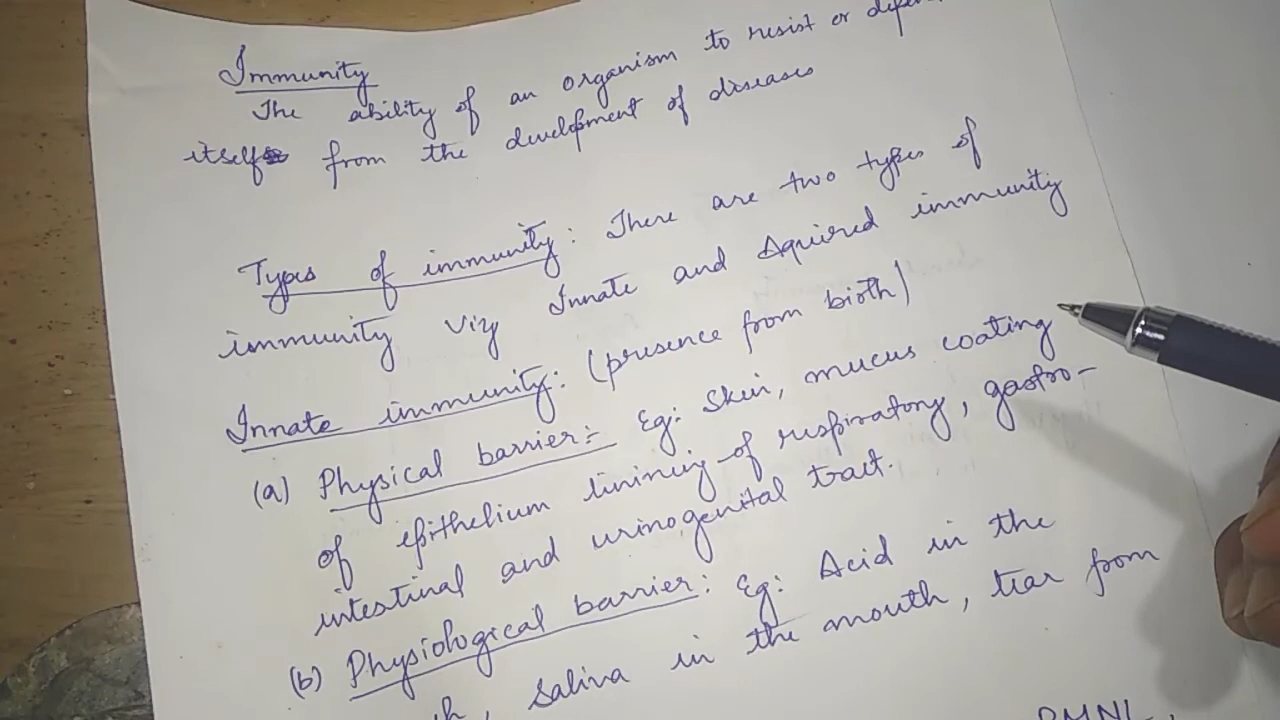 Immunity
The ability of an organism to resist or
itself from the development of diseases
Types of immunity: There are two types of
immunity viz Innate and Aquired immunity
Innate immunity: (presence from birth)
(a) Physical barrier:- Eg: Skin, mucus coating
of epithelium lining of respiratory, gastro-
intestinal and urinogenital tract.
(b) Physiological barrier: Eg: Acid in the
, Saliva in the mouth, tear from
PMNL,